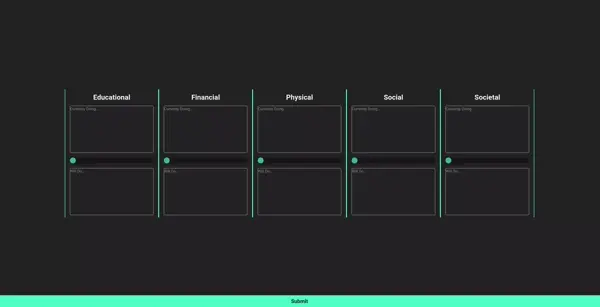 Educational
Financial
Physical
Social
Societal
Currently Doing...
Currently Doing...
Currently Doing...
Currently Doing...
Currently Doing...
Will Do...
Will Do...
Will Do...
Will Do...
Will Do...
Submit